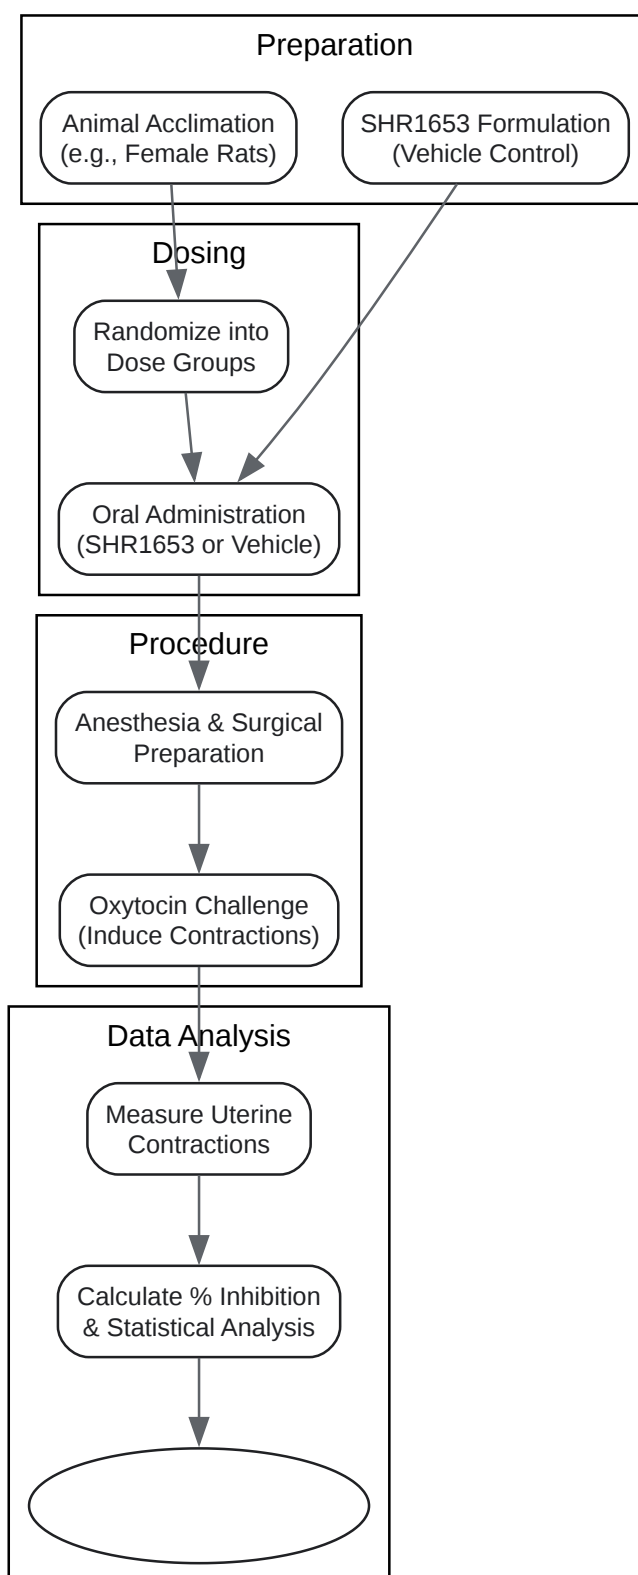 Preparation
Animal Acclimation
(e.g., Female Rats)
SHR1653 Formulation
(Vehicle Control)
Dosing
Randomize into
Dose Groups
Oral Administration
(SHR1653 or Vehicle)
Procedure
Anesthesia & Surgical
Preparation
Oxytocin Challenge
(Induce Contractions)
Data Analysis
Measure Uterine
Contractions
Calculate % Inhibition
& Statistical Analysis